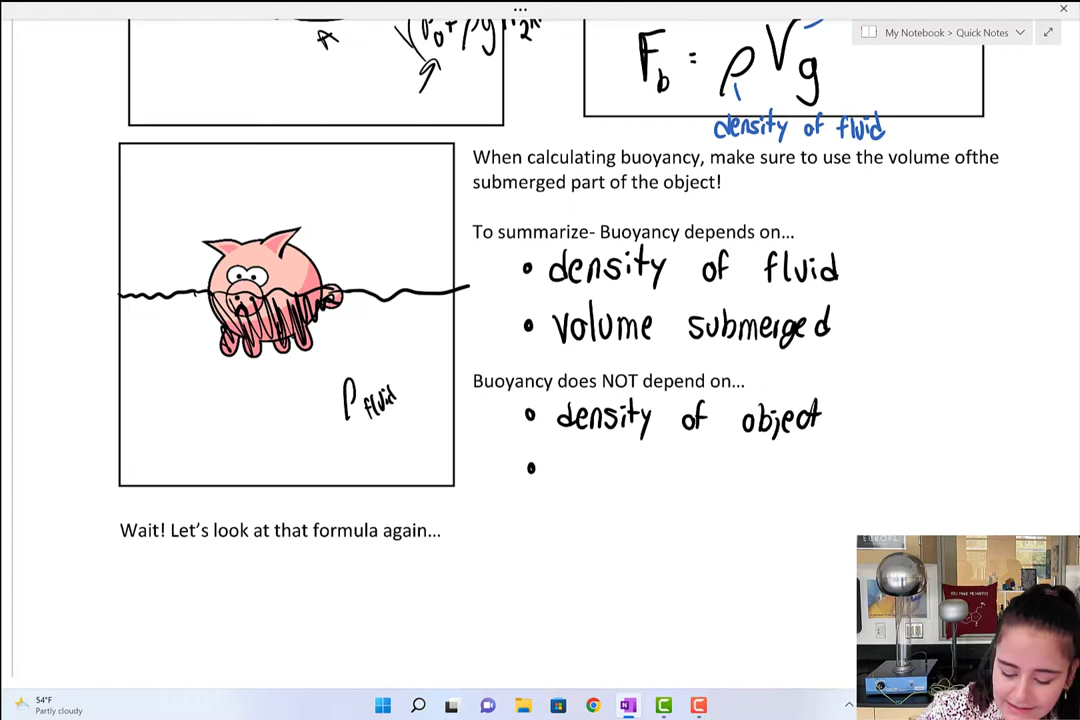 My Notebook > Quick Notes
F_b = ρVg
density of fluid
When calculating buoyancy, make sure to use the volume ofthe
submerged part of the object!
To summarize- Buoyancy depends on...
• density of fluid
• volume submerged
ρ fluid
Buoyancy does NOT depend on...
• density of object
•
Wait! Let's look at that formula again...
EUROPE
54°F
Partly cloudy